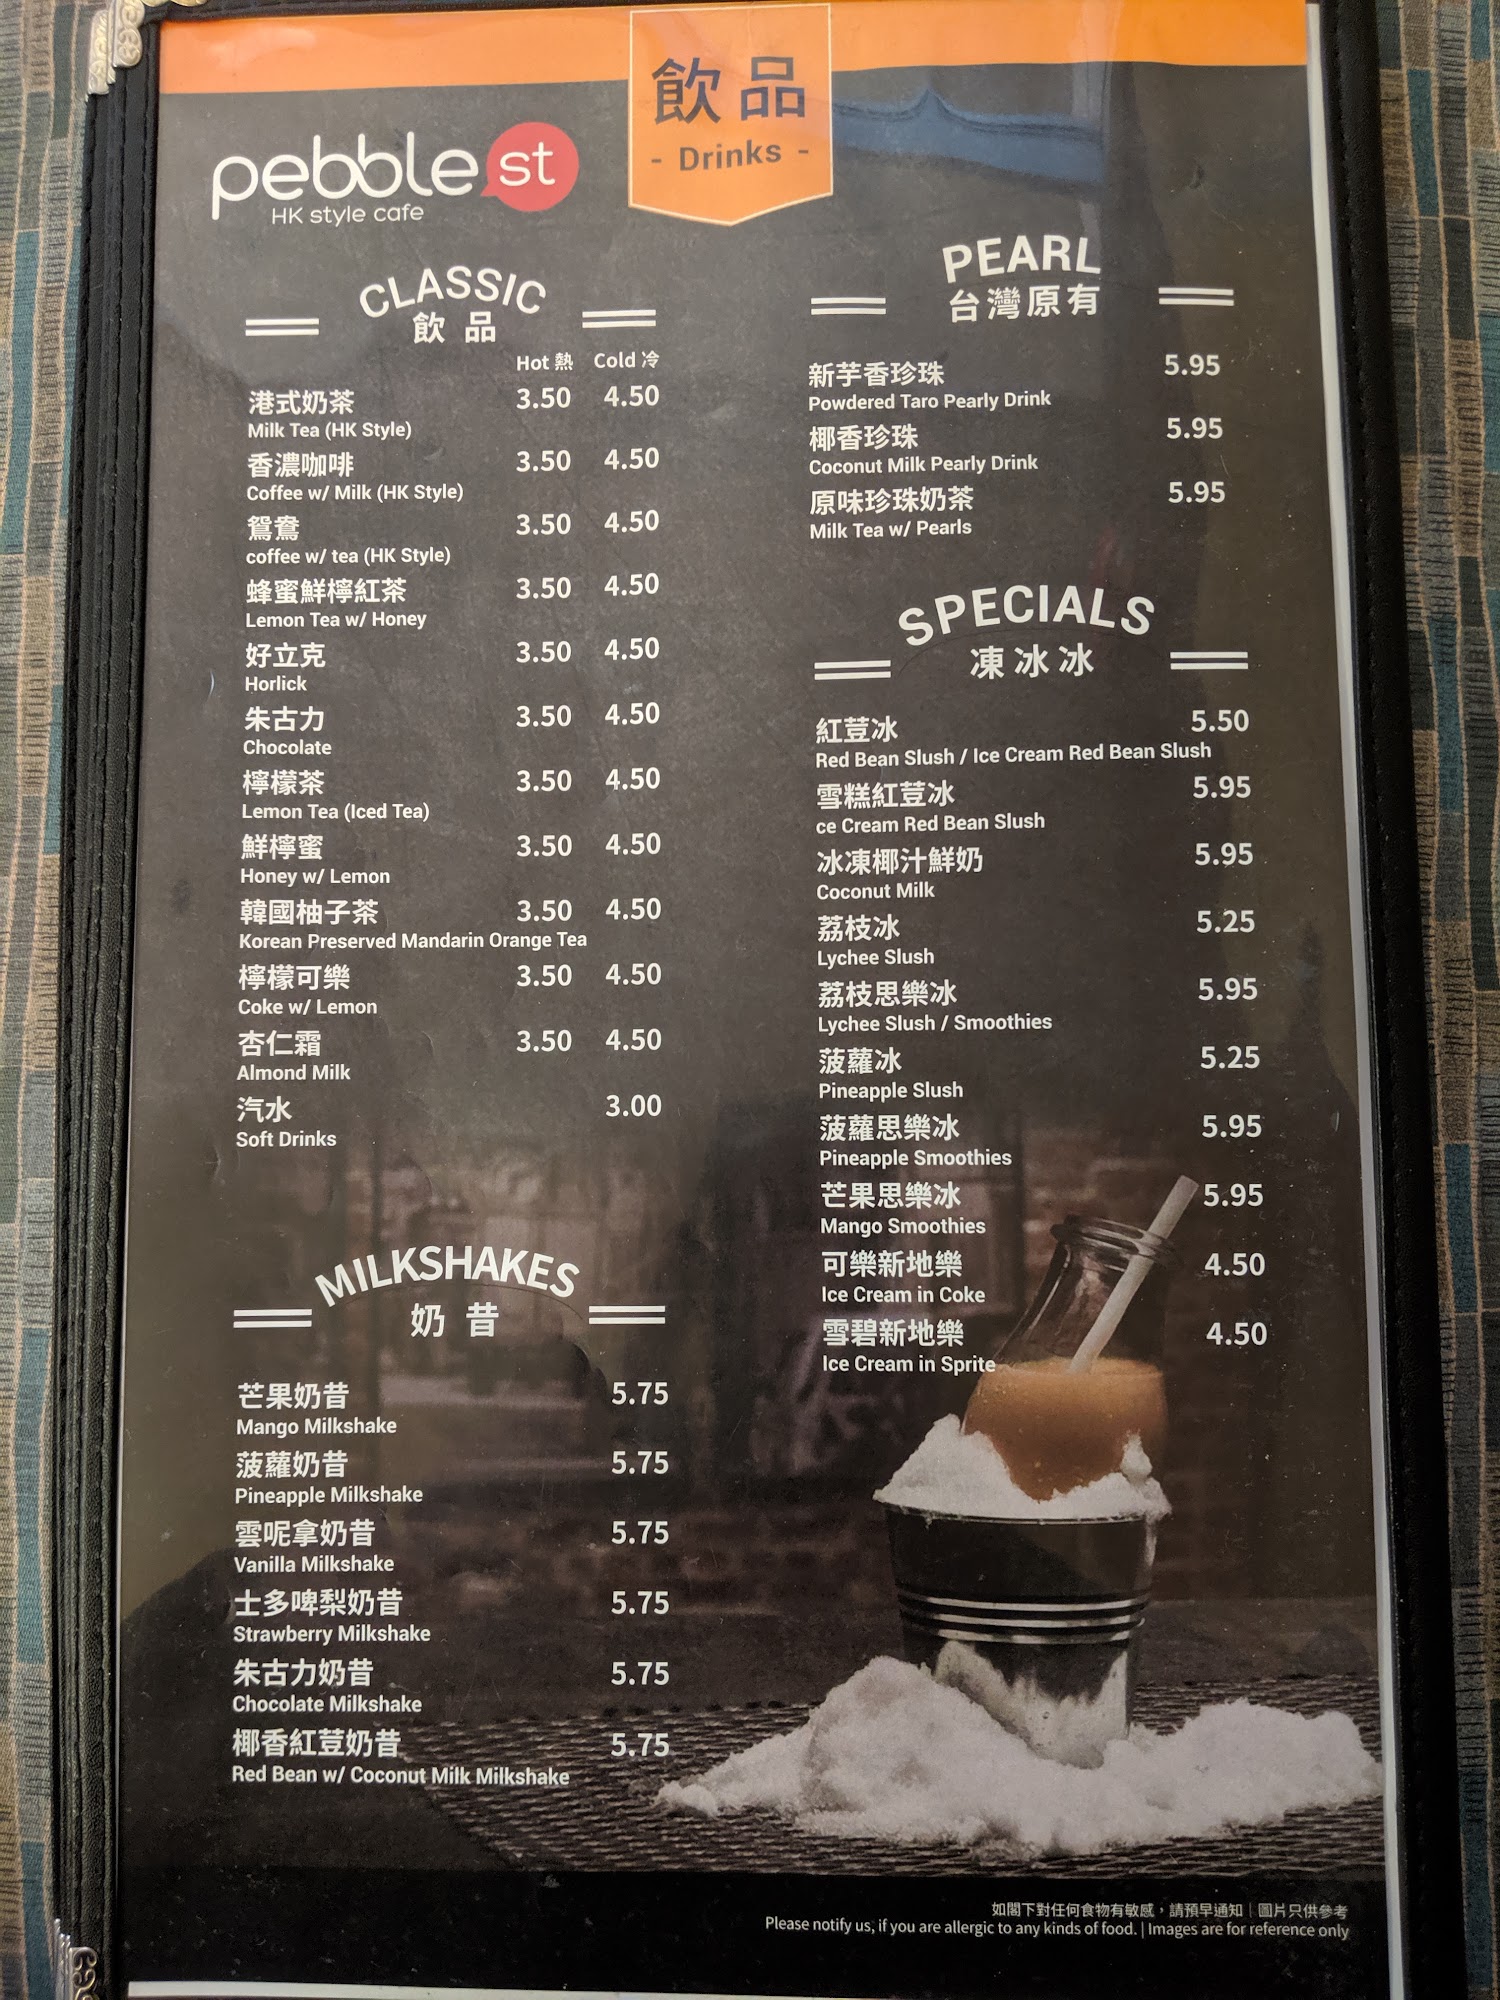 飲品
- Drinks -
pebble st
HK style cafe
CLASSIC
飲品
Hot 熱 Cold 冷
港式奶茶 3.50 4.50
Milk Tea (HK Style)
香濃咖啡 3.50 4.50
Coffee w/ Milk (HK Style)
鴛鴦 3.50 4.50
coffee w/ tea (HK Style)
蜂蜜鮮檸紅茶 3.50 4.50
Lemon Tea w/ Honey
好立克 3.50 4.50
Horlick
朱古力 3.50 4.50
Chocolate
檸檬茶 3.50 4.50
Lemon Tea (Iced Tea)
鮮檸蜜 3.50 4.50
Honey w/ Lemon
韓國柚子茶 3.50 4.50
Korean Preserved Mandarin Orange Tea
檸檬可樂 3.50 4.50
Coke w/ Lemon
杏仁霜 3.50 4.50
Almond Milk
汽水 3.00
Soft Drinks
MILKSHAKES
奶昔
芒果奶昔 5.75
Mango Milkshake
菠蘿奶昔 5.75
Pineapple Milkshake
雲呢拿奶昔 5.75
Vanilla Milkshake
士多啤梨奶昔 5.75
Strawberry Milkshake
朱古力奶昔 5.75
Chocolate Milkshake
椰香紅荳奶昔 5.75
Red Bean w/ Coconut Milk Milkshake
PEARL
台灣原有
新芋香珍珠 5.95
Powdered Taro Pearly Drink
椰香珍珠 5.95
Coconut Milk Pearly Drink
原味珍珠奶茶 5.95
Milk Tea w/ Pearls
SPECIALS
凍冰冰
紅荳冰 5.50
Red Bean Slush / Ice Cream Red Bean Slush
雪糕紅荳冰 5.95
ce Cream Red Bean Slush
冰凍椰汁鮮奶 5.95
Coconut Milk
荔枝冰 5.25
Lychee Slush
荔枝思樂冰 5.95
Lychee Slush / Smoothies
菠蘿冰 5.25
Pineapple Slush
菠蘿思樂冰 5.95
Pineapple Smoothies
芒果思樂冰 5.95
Mango Smoothies
可樂新地樂 4.50
Ice Cream in Coke
雪碧新地樂 4.50
Ice Cream in Sprite
如閣下對任何食物有敏感，請預早通知 | 圖片只供參考
Please notify us, if you are allergic to any kinds of food. | Images are for reference only